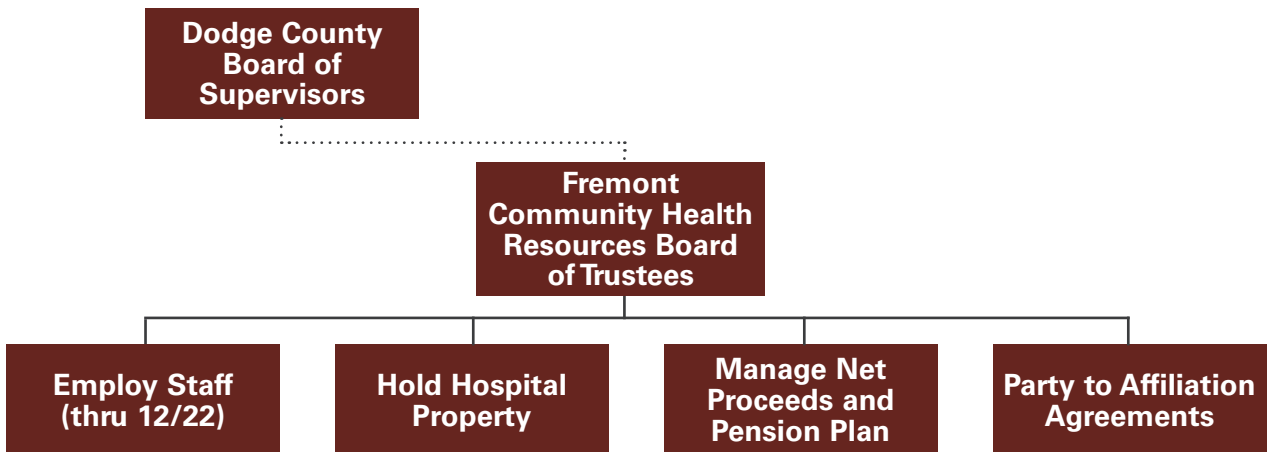 Dodge County
Board of
Supervisors
Fremont
Community Health
Resources Board
of Trustees
Employ Staff
(thru 12/22)
Hold Hospital
Property
Manage Net
Proceeds and
Pension Plan
Party to Affiliation
Agreements